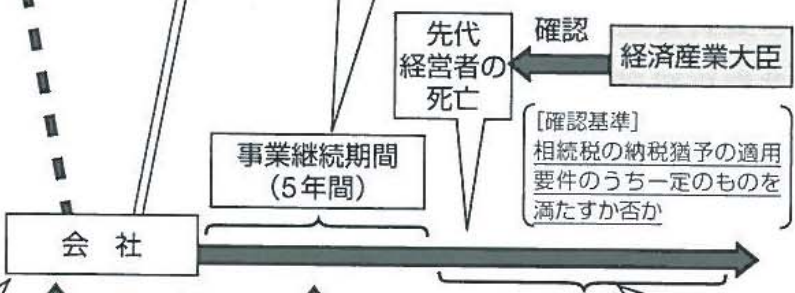 先代
経営者の
死亡
確認
経済産業大臣
[確認基準]
相続税の納税猶予の適用
要件のうち一定のものを
満たすか否か
事業継続期間
(5年間)
会 社